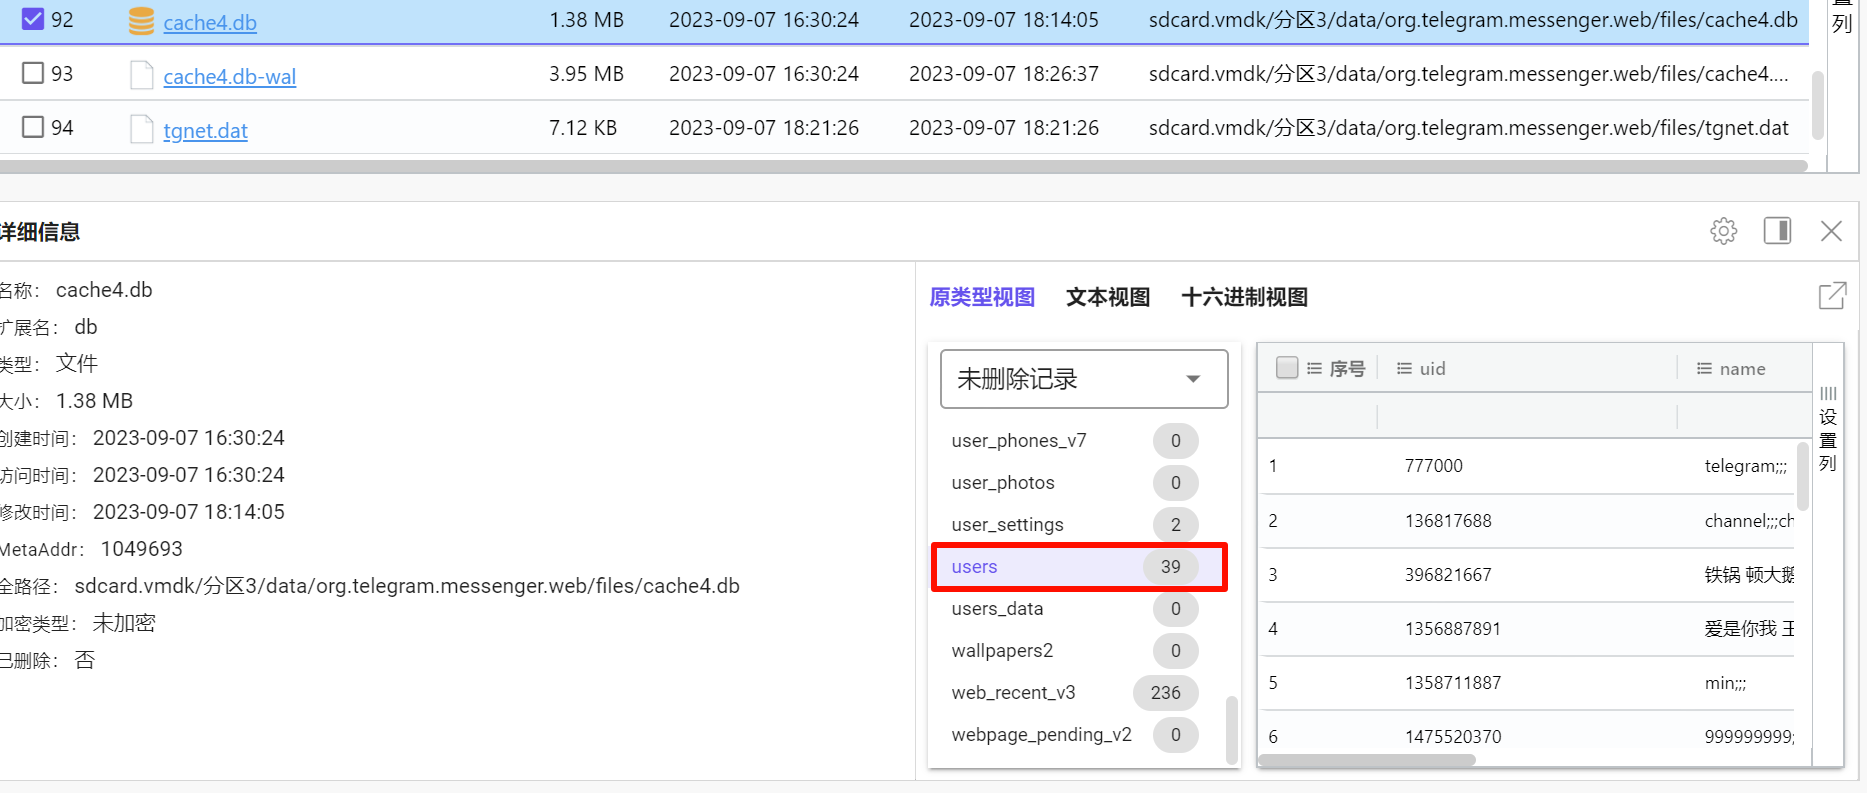 92 cache4.db 1.38 MB 2023-09-07 16:30:24 2023-09-07 18:14:05 sdcard.vmdk/分区3/data/org.telegram.messenger.web/files/cache4.db
置列
93 cache4.db-wal 3.95 MB 2023-09-07 16:30:24 2023-09-07 18:26:37 sdcard.vmdk/分区3/data/org.telegram.messenger.web/files/cache4....
94 tgnet.dat 7.12 KB 2023-09-07 18:21:26 2023-09-07 18:21:26 sdcard.vmdk/分区3/data/org.telegram.messenger.web/files/tgnet.dat
详细信息
名称: cache4.db
扩展名: db
类型: 文件
大小: 1.38 MB
创建时间: 2023-09-07 16:30:24
访问时间: 2023-09-07 16:30:24
修改时间: 2023-09-07 18:14:05
MetaAddr: 1049693
全路径: sdcard.vmdk/分区3/data/org.telegram.messenger.web/files/cache4.db
加密类型: 未加密
已删除: 否
原类型视图 文本视图 十六进制视图
未删除记录
user_phones_v7 0
user_photos 0
user_settings 2
users 39
users_data 0
wallpapers2 0
web_recent_v3 236
webpage_pending_v2 0
序号 uid name
1 777000 telegram;;;
2 136817688 channel;;;ch
3 396821667 铁锅 顿大鹅
4 1356887891 爱是你我 王
5 1358711887 min;;;
6 1475520370 999999999;
设置列